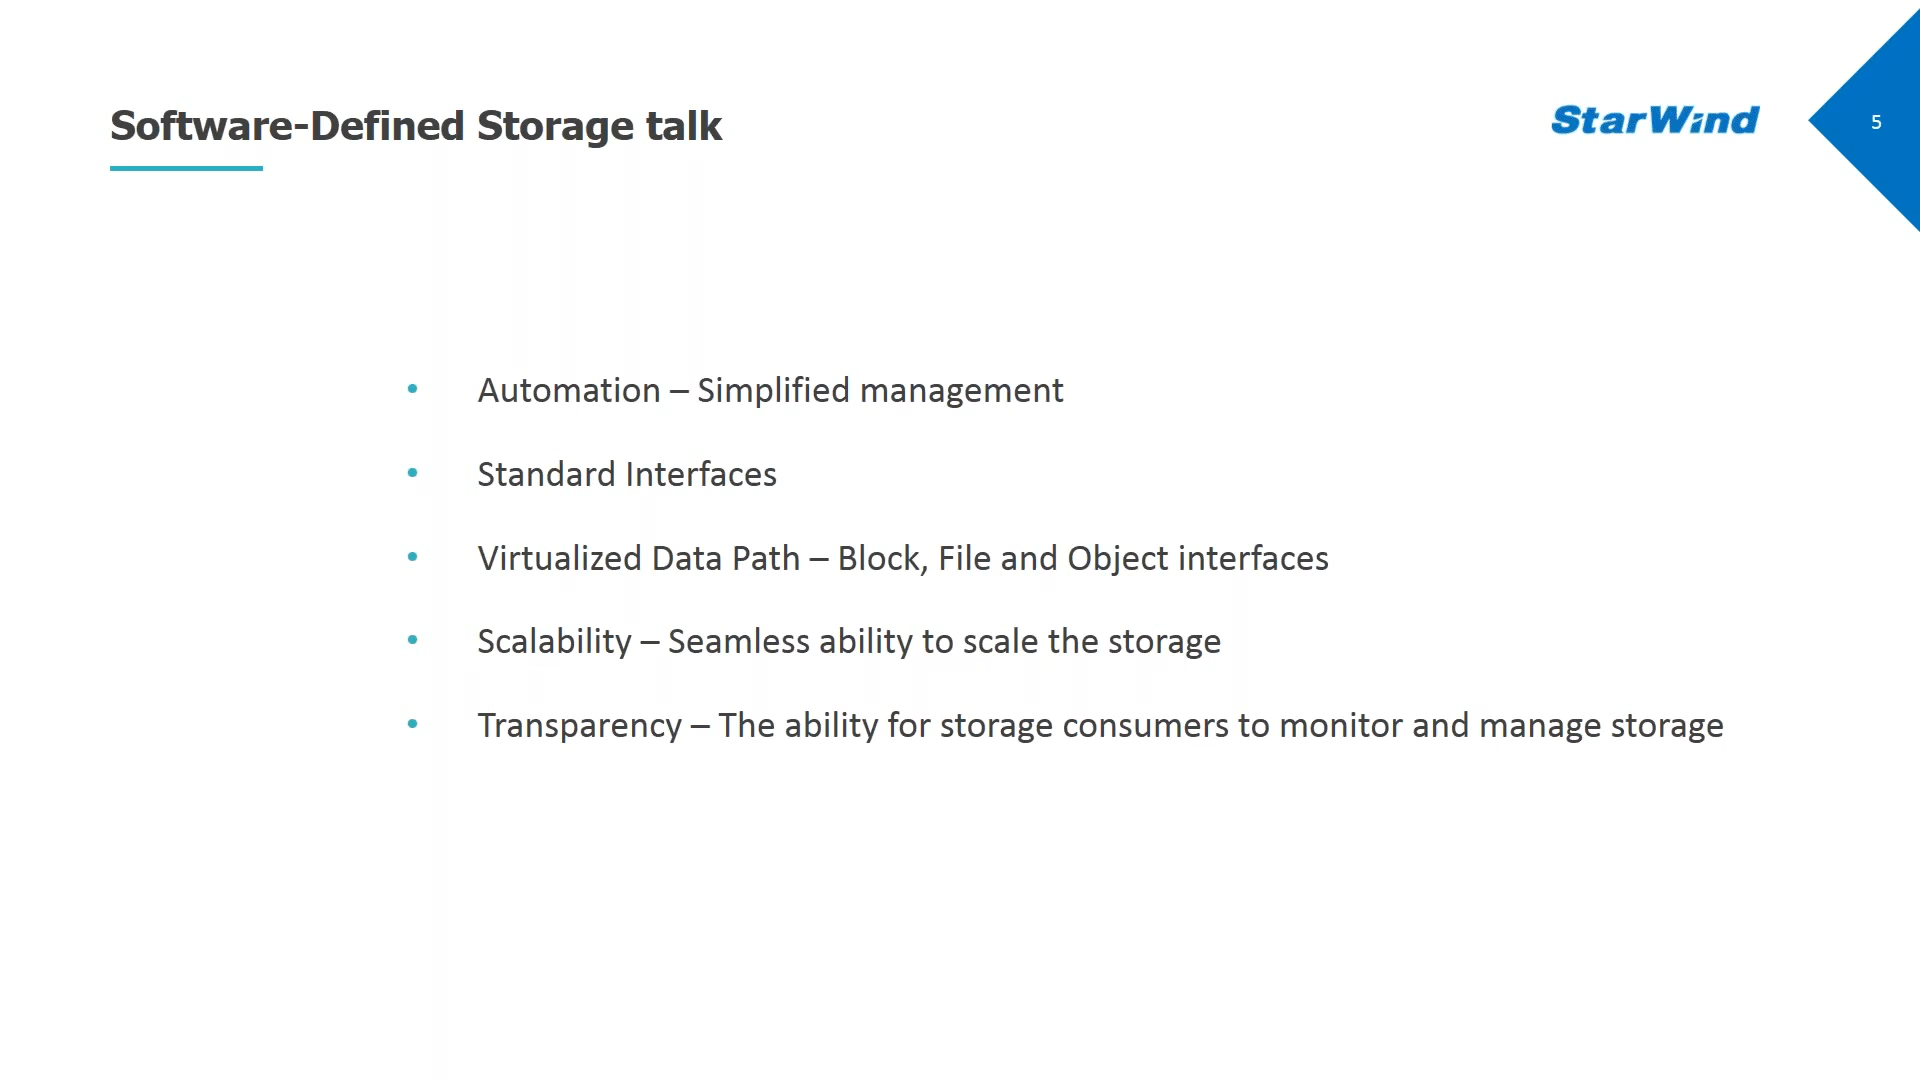 Software-Defined Storage talk
StarWind
5
• Automation – Simplified management
• Standard Interfaces
• Virtualized Data Path – Block, File and Object interfaces
• Scalability – Seamless ability to scale the storage
• Transparency – The ability for storage consumers to monitor and manage storage